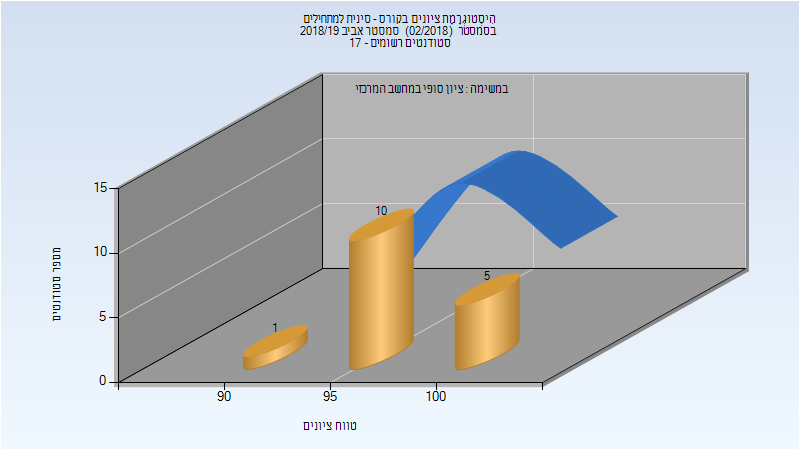 היסטוגרמת ציונים בקורס - סינית למתחילים
בסמסטר (02/2018) סמסטר אביב 2018/19
סטודנטים רשומים - 17
במשימה : ציון סופי במחשב המרכזי
15
10
5
0
מספר סטודנטים
1
10
5
90
95
100
טווח ציונים